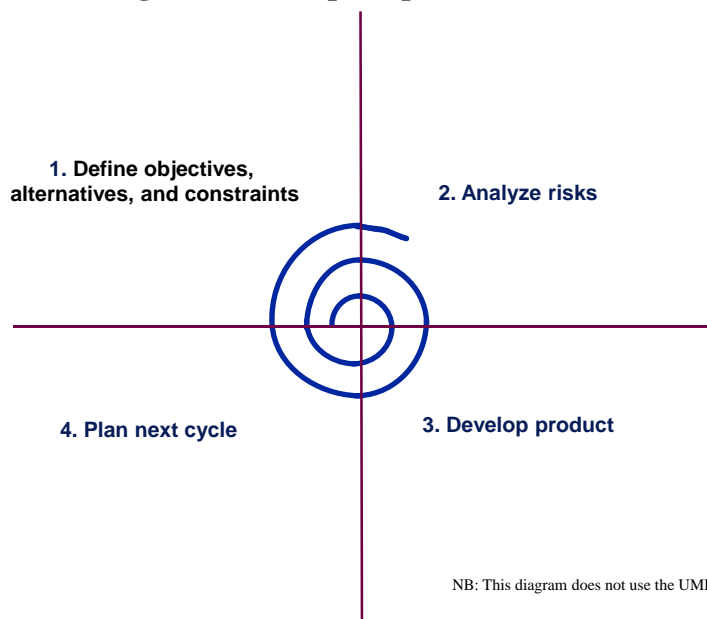 1. Define objectives,
alternatives, and constraints
2. Analyze risks
4. Plan next cycle
3. Develop product
NB: This diagram does not use the